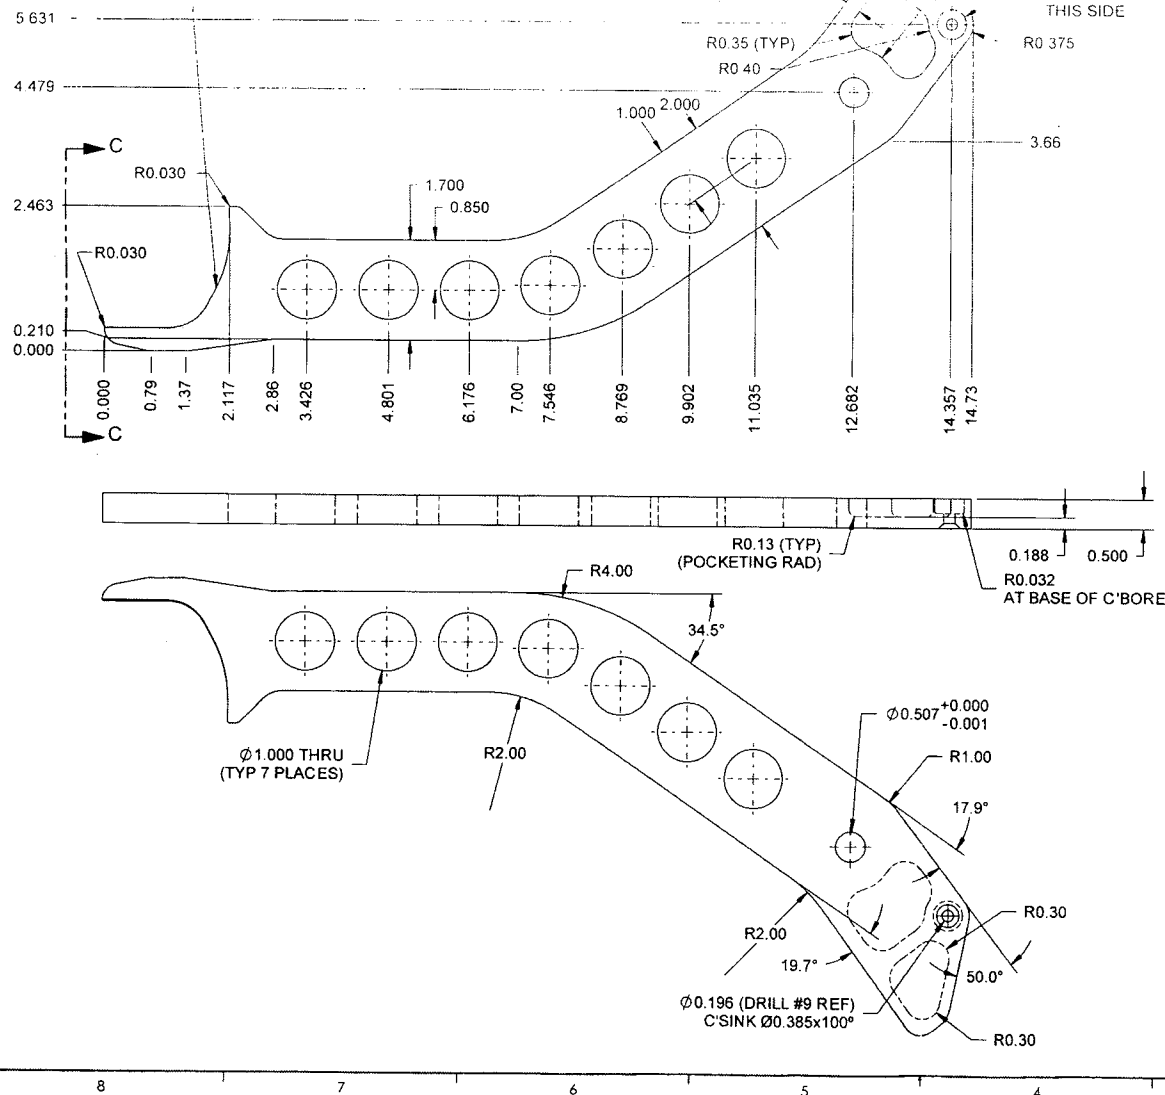 5 631
THIS SIDE
R0.35 (TYP)
R0 375
R0 40
4.479
1.000
2.000
3.66
C
R0.030
1.700
2.463
0.850
R0.030
0.210
0.000
0.000
0.79
1.37
2.117
2.86
3.426
4.801
6.176
7.00
7.546
8.769
9.902
11.035
12.682
14.357
14.73
C
R0.13 (TYP)
(POCKETING RAD)
0.188
0.500
R0.032
AT BASE OF C'BORE
R4.00
34.5°
Ø0.507 +0.000
-0.001
Ø1.000 THRU
(TYP 7 PLACES)
R2.00
R1.00
17.9°
R0.30
R2.00
19.7°
50.0°
Ø0.196 (DRILL #9 REF)
C'SINK Ø0.385x100°
R0.30
8 7 6 5 4